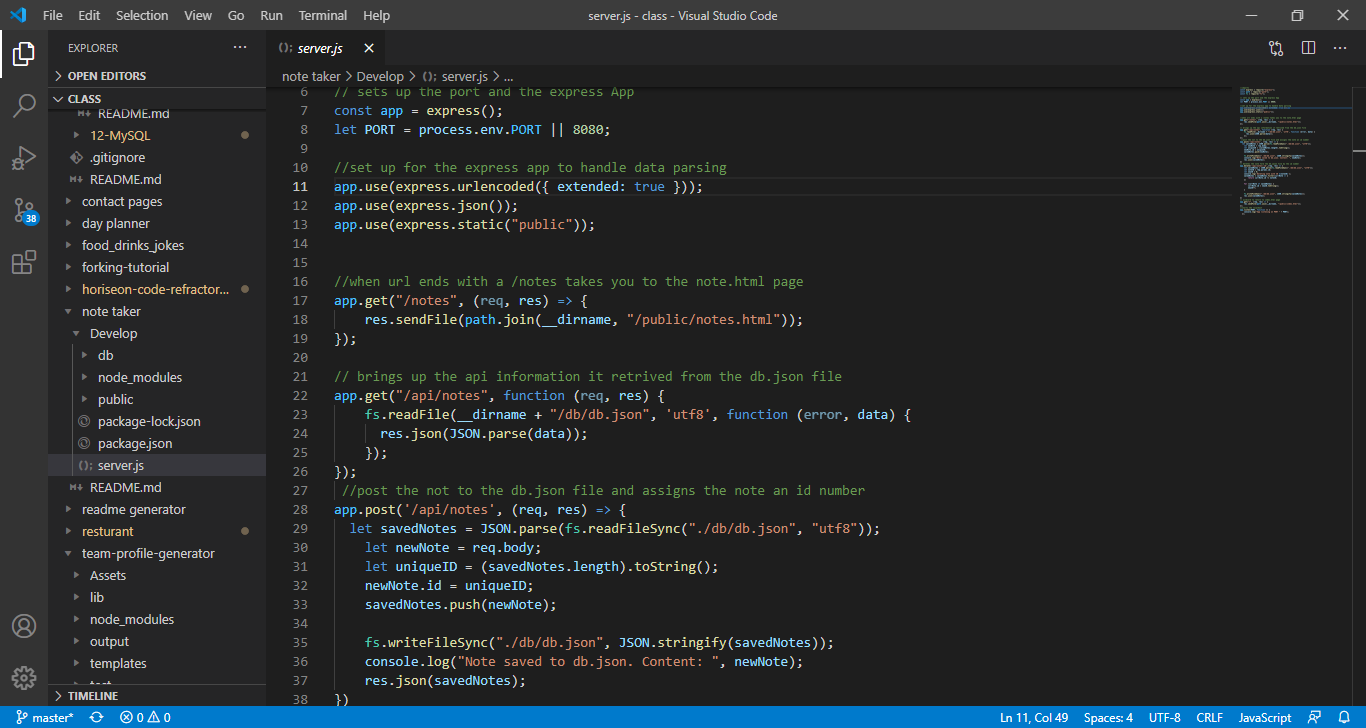 File Edit Selection View Go Run Terminal Help server.js - class - Visual Studio Code
EXPLORER
OPEN EDITORS
CLASS
README.md
12-MySQL
.gitignore
README.md
contact pages
day planner
food_drinks_jokes
forking-tutorial
horiseon-code-refractor...
note taker
Develop
db
node_modules
public
package-lock.json
package.json
server.js
README.md
readme generator
resturant
team-profile-generator
Assets
lib
node_modules
output
templates
TIMELINE
38
server.js
note taker > Develop > server.js > ...
6 // sets up the port and the express App
7 const app = express();
8 let PORT = process.env.PORT || 8080;
9
10 //set up for the express app to handle data parsing
11 app.use(express.urlencoded({ extended: true }));
12 app.use(express.json());
13 app.use(express.static("public"));
14
15
16 //when url ends with a /notes takes you to the note.html page
17 app.get("/notes", (req, res) => {
18     res.sendFile(path.join(__dirname, "/public/notes.html"));
19 });
20
21 // brings up the api information it retrived from the db.json file
22 app.get("/api/notes", function (req, res) {
23     fs.readFile(__dirname + "/db/db.json", 'utf8', function (error, data) {
24       res.json(JSON.parse(data));
25     });
26 });
27  //post the not to the db.json file and assigns the note an id number
28 app.post('/api/notes', (req, res) => {
29   let savedNotes = JSON.parse(fs.readFileSync("./db/db.json", "utf8"));
30     let newNote = req.body;
31     let uniqueID = (savedNotes.length).toString();
32     newNote.id = uniqueID;
33     savedNotes.push(newNote);
34
35     fs.writeFileSync("./db/db.json", JSON.stringify(savedNotes));
36     console.log("Note saved to db.json. Content: ", newNote);
37     res.json(savedNotes);
38 })
master* 0 0 Ln 11, Col 49 Spaces: 4 UTF-8 CRLF JavaScript